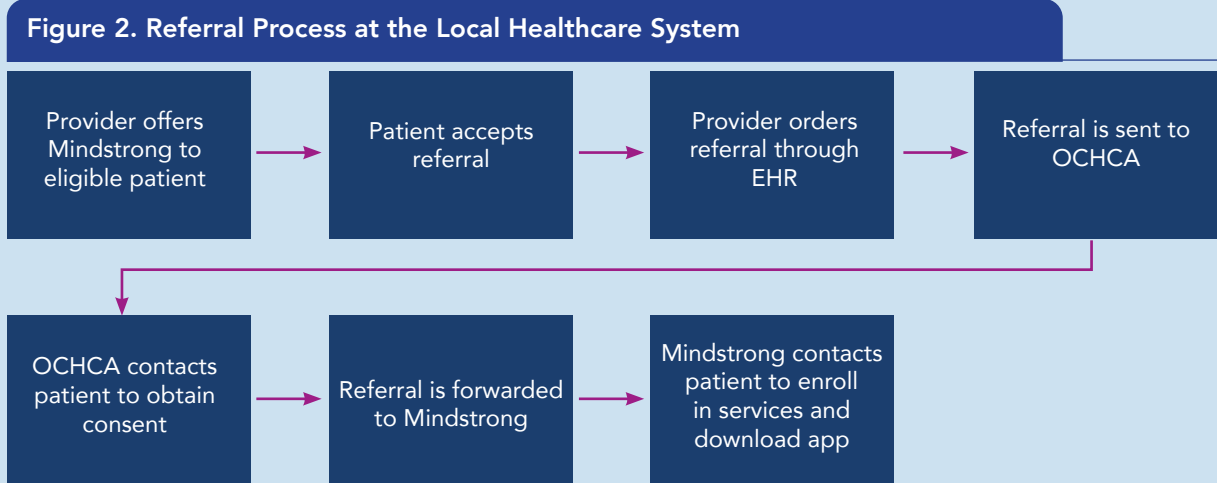 Figure 2. Referral Process at the Local Healthcare System
Provider offers
Mindstrong to
eligible patient
Patient accepts
referral
Provider orders
referral through
EHR
Referral is sent to
OCHCA
OCHCA contacts
patient to obtain
consent
Referral is forwarded
to Mindstrong
Mindstrong contacts
patient to enroll
in services and
download app